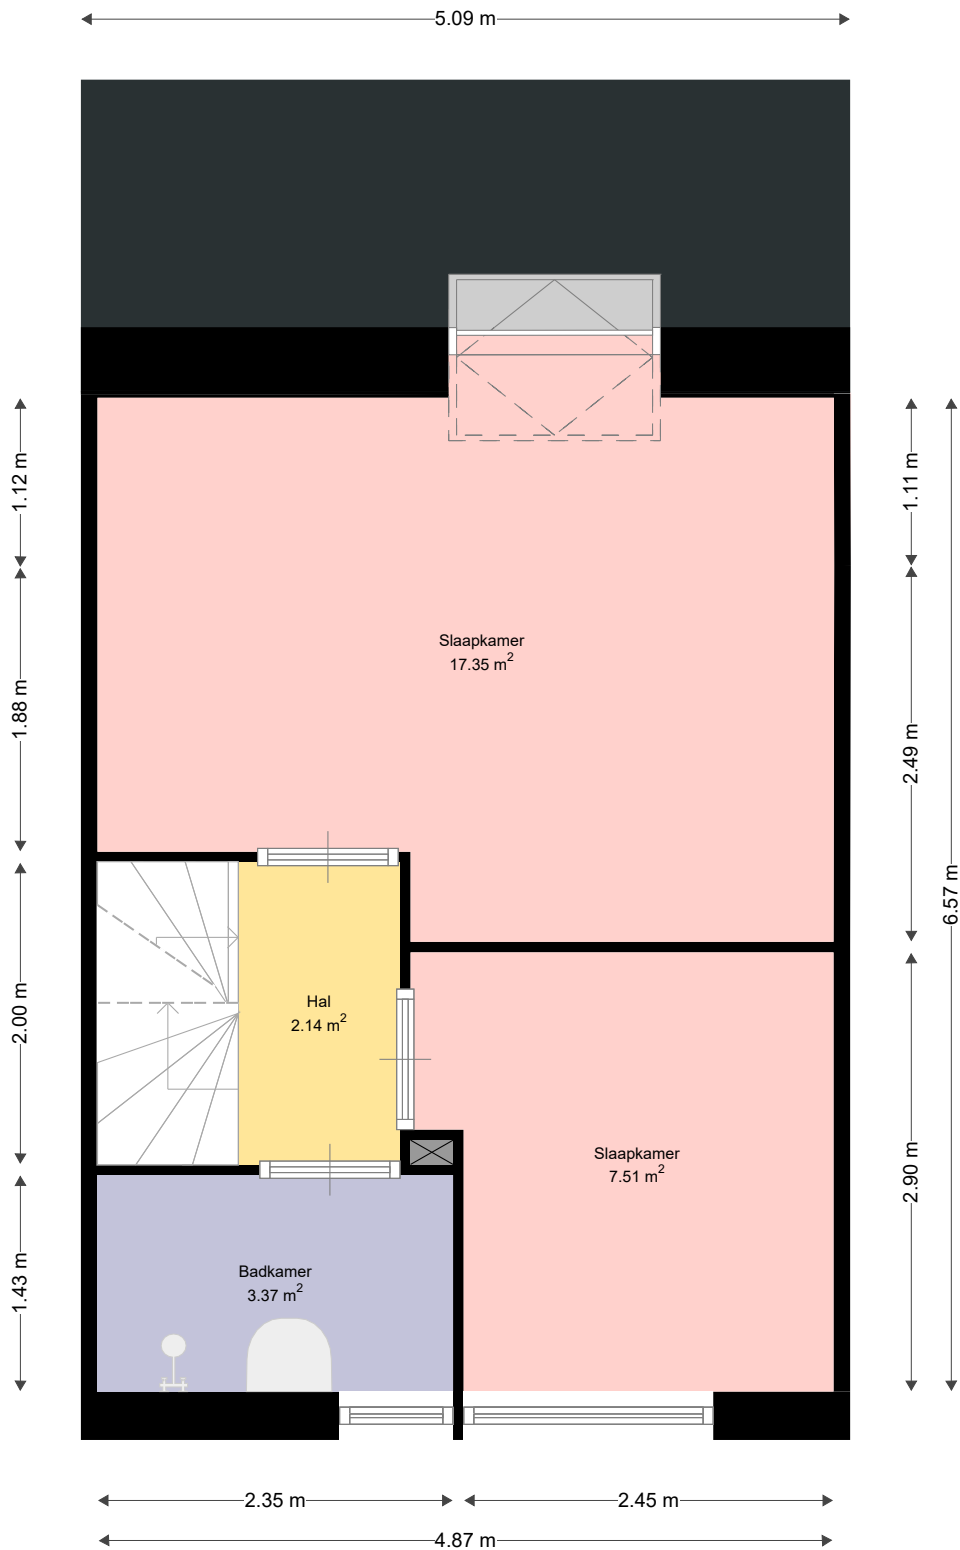 5.09 m
1.12 m
1.11 m
Slaapkamer
17.35 m²
1.88 m
2.49 m
6.57 m
Hal
2.14 m²
2.00 m
Slaapkamer
7.51 m²
2.90 m
Badkamer
3.37 m²
1.43 m
2.35 m
2.45 m
4.87 m